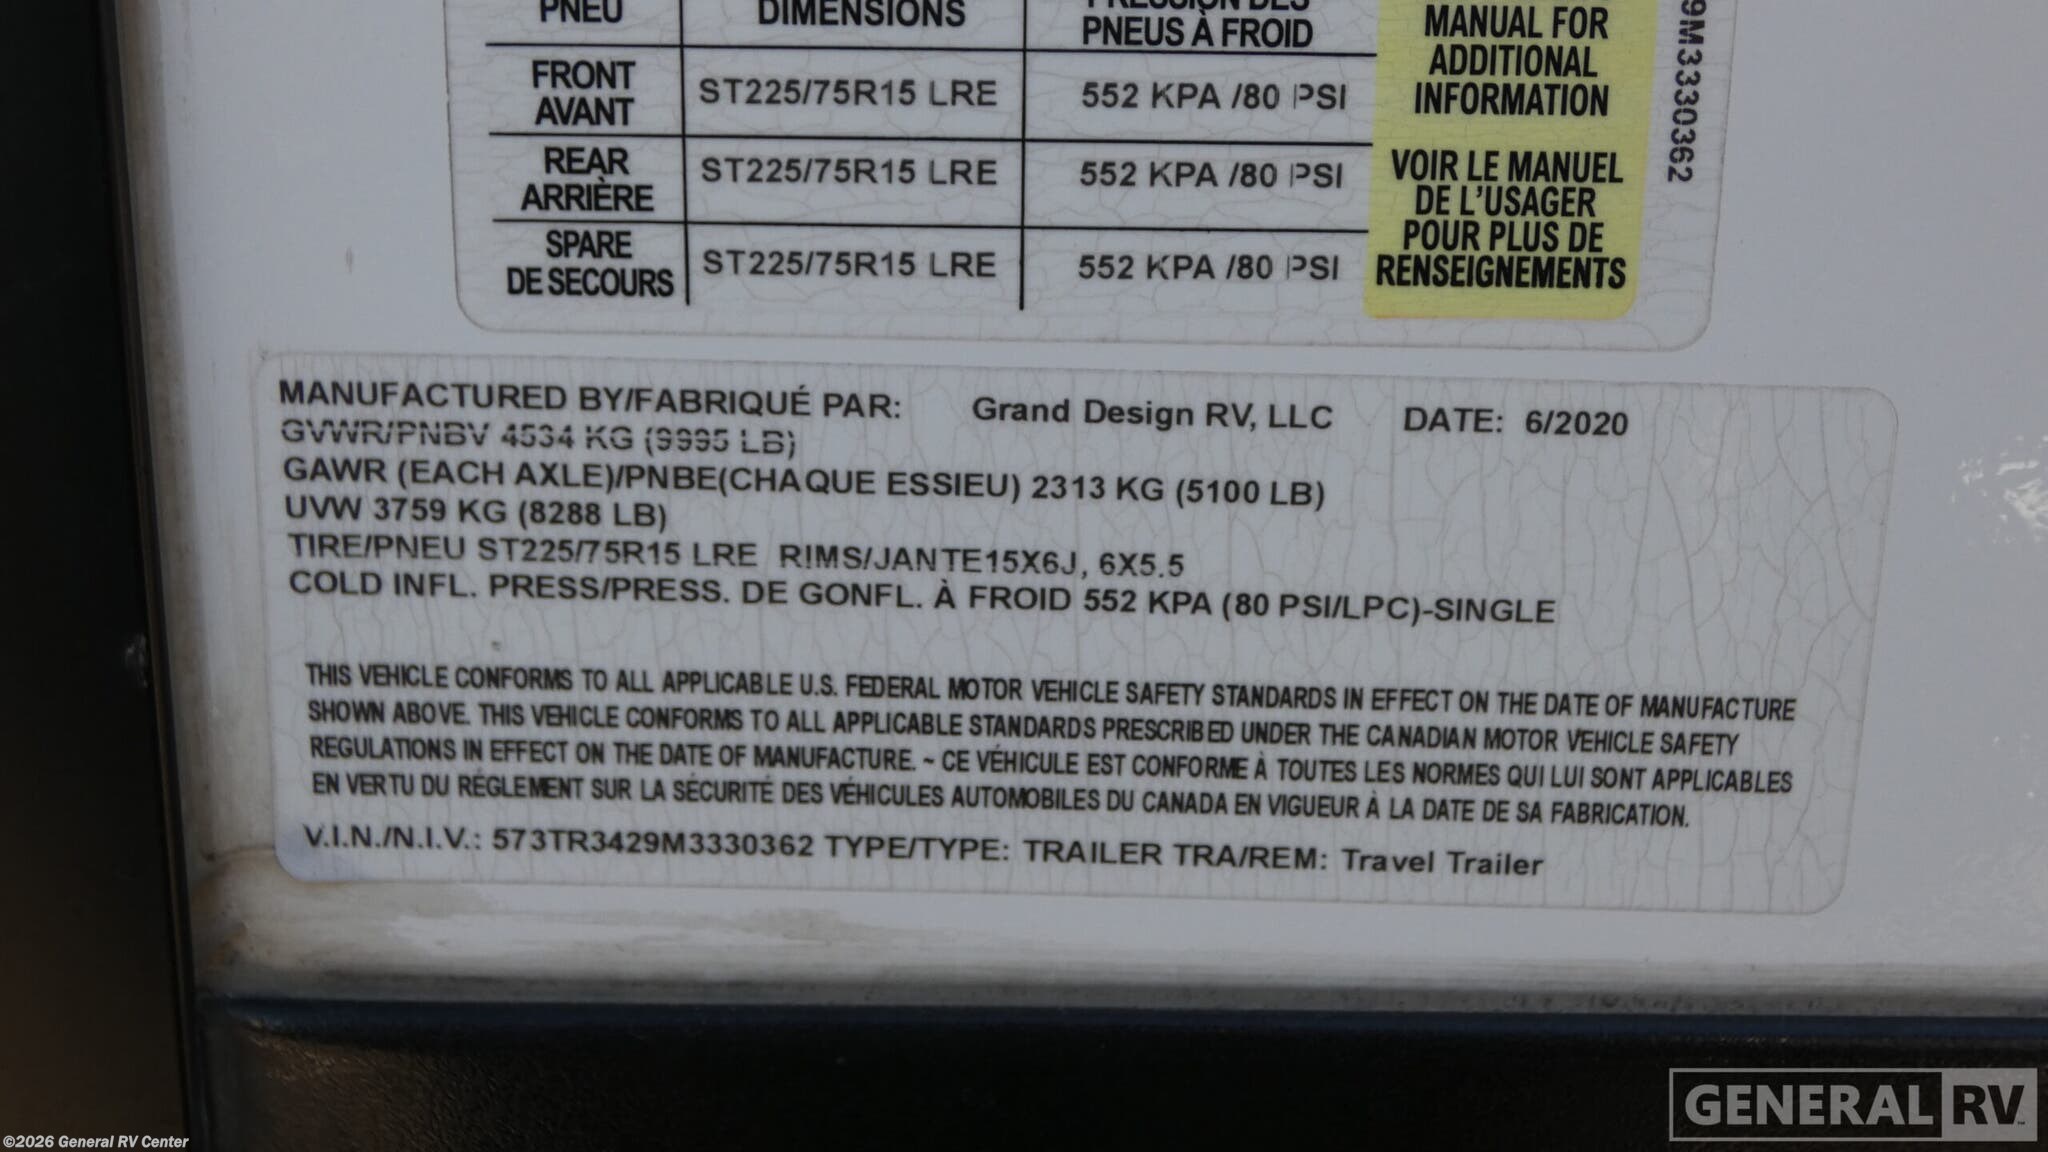 PNEU DIMENSIONS PRESSION DES
PNEUS À FROID
FRONT
AVANT
ST225/75R15 LRE 552 KPA /80 PSI
REAR
ARRIÈRE
ST225/75R15 LRE 552 KPA /80 PSI
SPARE
DE SECOURS
ST225/75R15 LRE 552 KPA /80 PSI
MANUAL FOR
ADDITIONAL
INFORMATION
VOIR LE MANUEL
DE L'USAGER
POUR PLUS DE
RENSEIGNEMENTS
9M3330362
MANUFACTURED BY/FABRIQUÉ PAR: Grand Design RV, LLC DATE: 6/2020
GVWR/PNBV 4534 KG (9995 LB)
GAWR (EACH AXLE)/PNBE(CHAQUE ESSIEU) 2313 KG (5100 LB)
UVW 3759 KG (8288 LB)
TIRE/PNEU ST225/75R15 LRE RIMS/JANTE15X6J, 6X5.5
COLD INFL. PRESS/PRESS. DE GONFL. À FROID 552 KPA (80 PSI/LPC)-SINGLE
THIS VEHICLE CONFORMS TO ALL APPLICABLE U.S. FEDERAL MOTOR VEHICLE SAFETY STANDARDS IN EFFECT ON THE DATE OF MANUFACTURE
SHOWN ABOVE. THIS VEHICLE CONFORMS TO ALL APPLICABLE STANDARDS PRESCRIBED UNDER THE CANADIAN MOTOR VEHICLE SAFETY
REGULATIONS IN EFFECT ON THE DATE OF MANUFACTURE. ~ CE VÉHICULE EST CONFORME À TOUTES LES NORMES QUI LUI SONT APPLICABLES
EN VERTU DU RÈGLEMENT SUR LA SÉCURITÉ DES VÉHICULES AUTOMOBILES DU CANADA EN VIGUEUR À LA DATE DE SA FABRICATION.
V.I.N./N.I.V.: 573TR3429M3330362 TYPE/TYPE: TRAILER TRA/REM: Travel Trailer
GENERAL RV
©2026 General RV Center